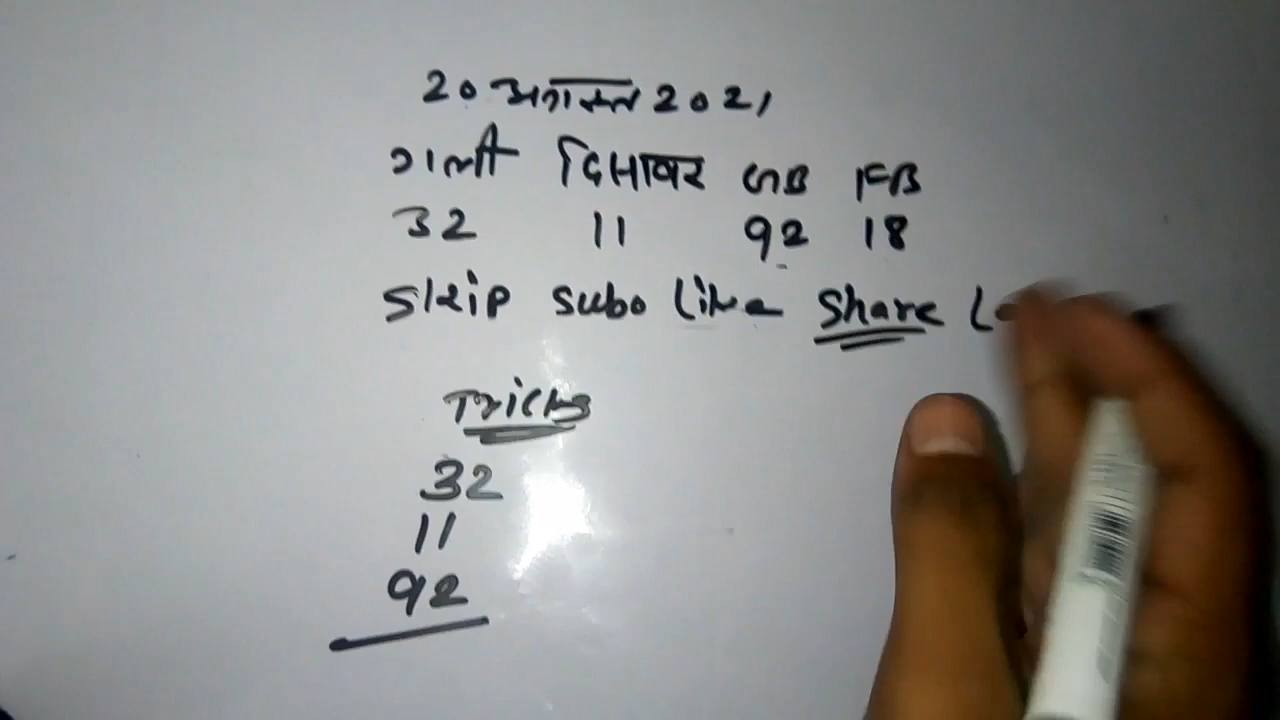 20 अगस्त 2021
गली दिसावर GB FB
32 11 92 18
Skip Subo Like Share
Tricks
32
11
92